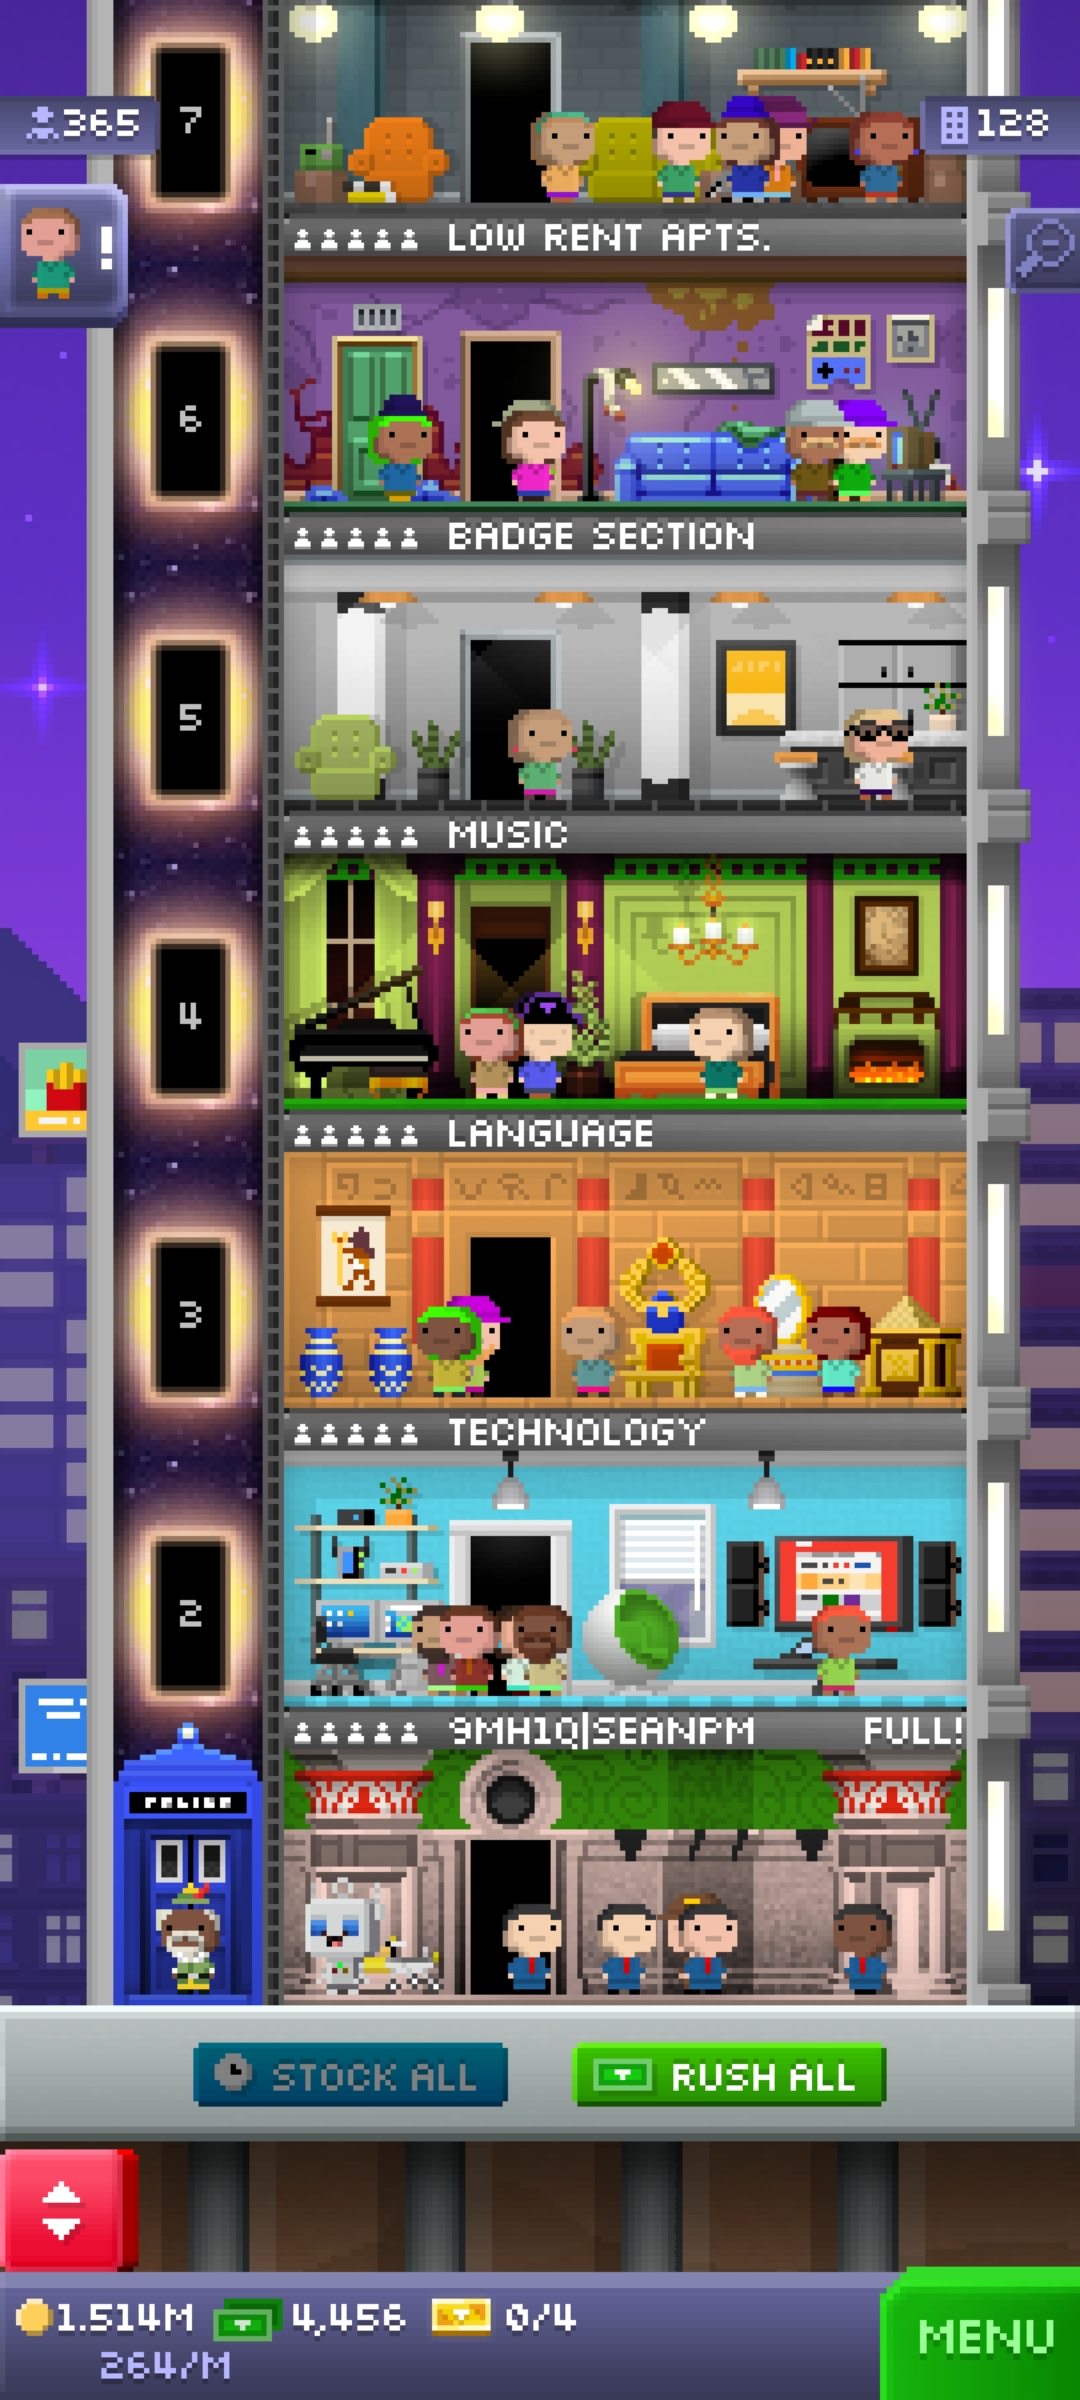 7
365
128
!
LOW RENT APTS.
6
BADGE SECTION
5
MUSIC
4
LANGUAGE
3
TECHNOLOGY
2
9MH1Q|SEANPM FULL!
POLICE
STOCK ALL
RUSH ALL
1.514M 4,456 0/4
264/M
MENU